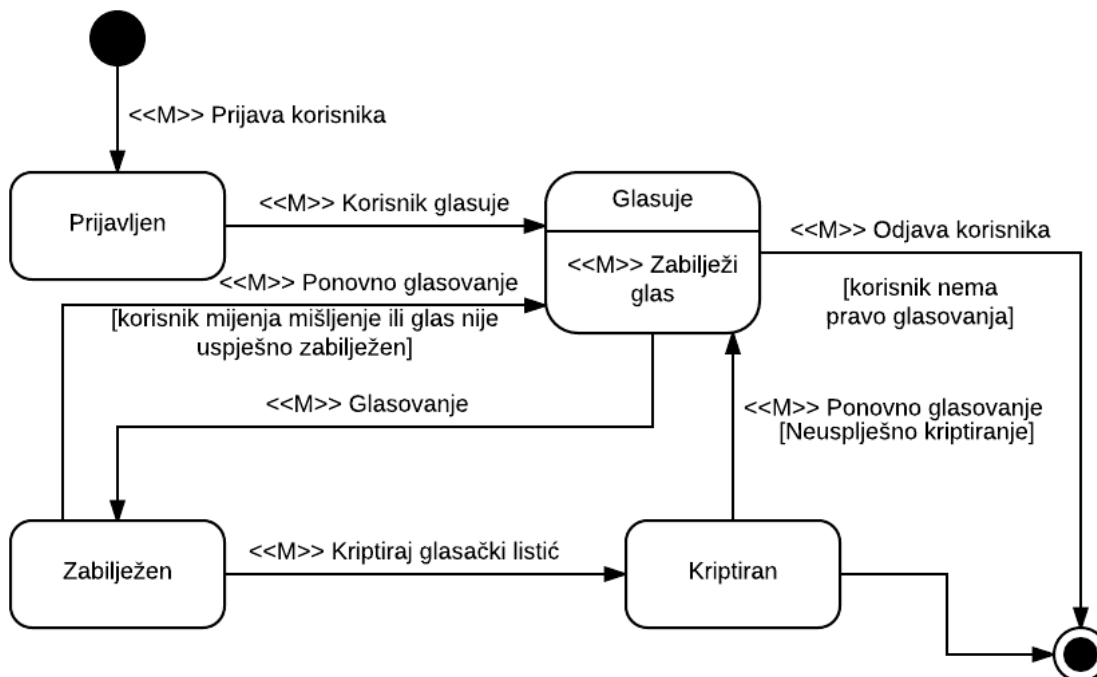 <<M>> Prijava korisnika
Prijavljen
<<M>> Korisnik glasuje
Glasuje
<<M>> Zabilježi
glas
<<M>> Odjava korisnika
[korisnik nema
pravo glasovanja]
<<M>> Ponovno glasovanje
[korisnik mijenja mišljenje ili glas nije
uspješno zabilježen]
<<M>> Glasovanje
<<M>> Ponovno glasovanje
[Neusplješno kriptiranje]
Zabilježen
<<M>> Kriptiraj glasački listić
Kriptiran